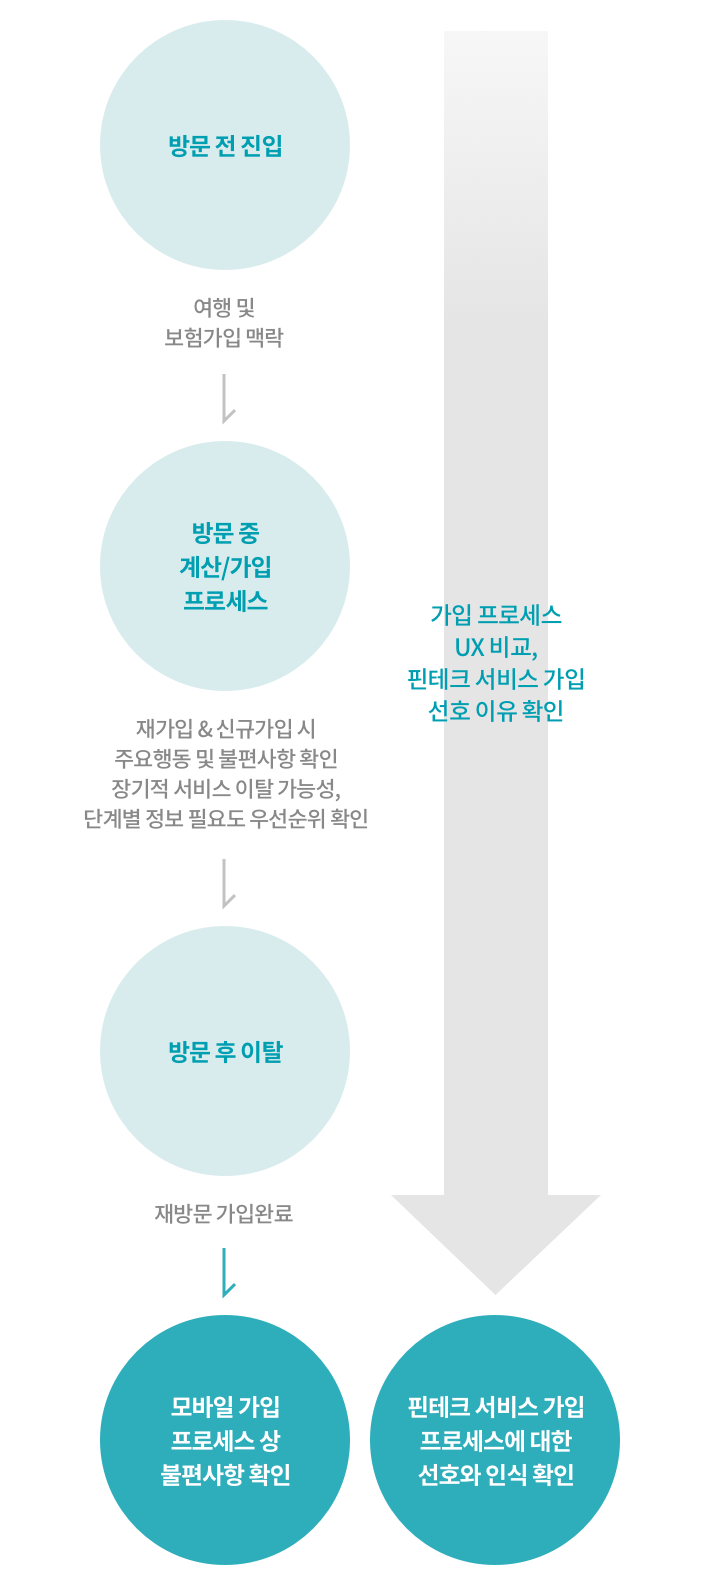 방문 전 진입
여행 및
보험가입 맥락
방문 중
계산/가입
프로세스
재가입 & 신규가입 시
주요행동 및 불편사항 확인
장기적 서비스 이탈 가능성,
단계별 정보 필요도 우선순위 확인
방문 후 이탈
재방문 가입완료
모바일 가입
프로세스 상
불편사항 확인
가입 프로세스
UX 비교,
핀테크 서비스 가입
선호 이유 확인
핀테크 서비스 가입
프로세스에 대한
선호와 인식 확인